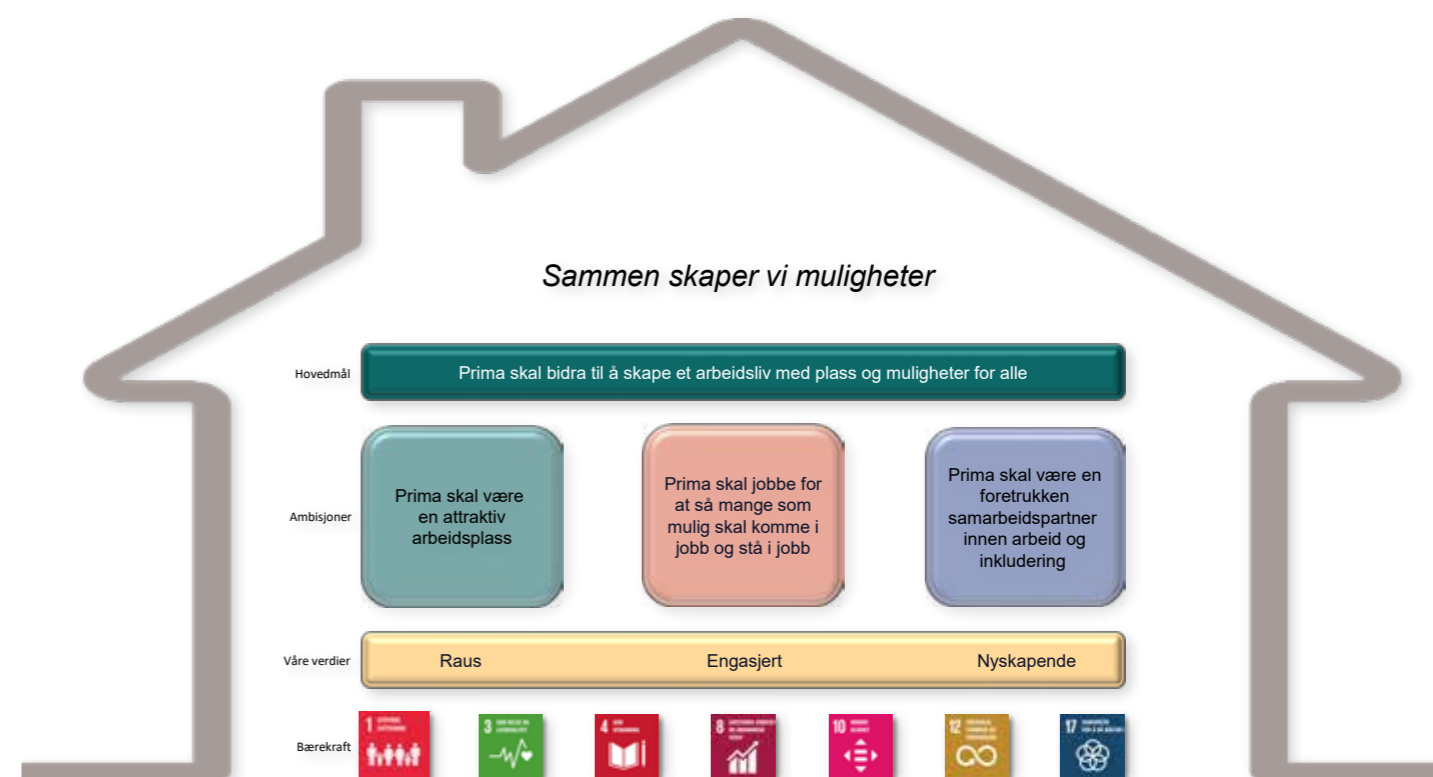 Sammen skaper vi muligheter
Hovedmål
Prima skal bidra til å skape et arbeidsliv med plass og muligheter for alle
Ambisjoner
Prima skal være
en attraktiv
arbeidsplass
Prima skal jobbe for
at så mange som
mulig skal komme i
jobb og stå i jobb
Prima skal være en
foretrukken
samarbeidspartner
innen arbeid og
inkludering
Våre verdier
Raus
Engasjert
Nyskapende
Bærekraft
1
3
4
8
10
12
17